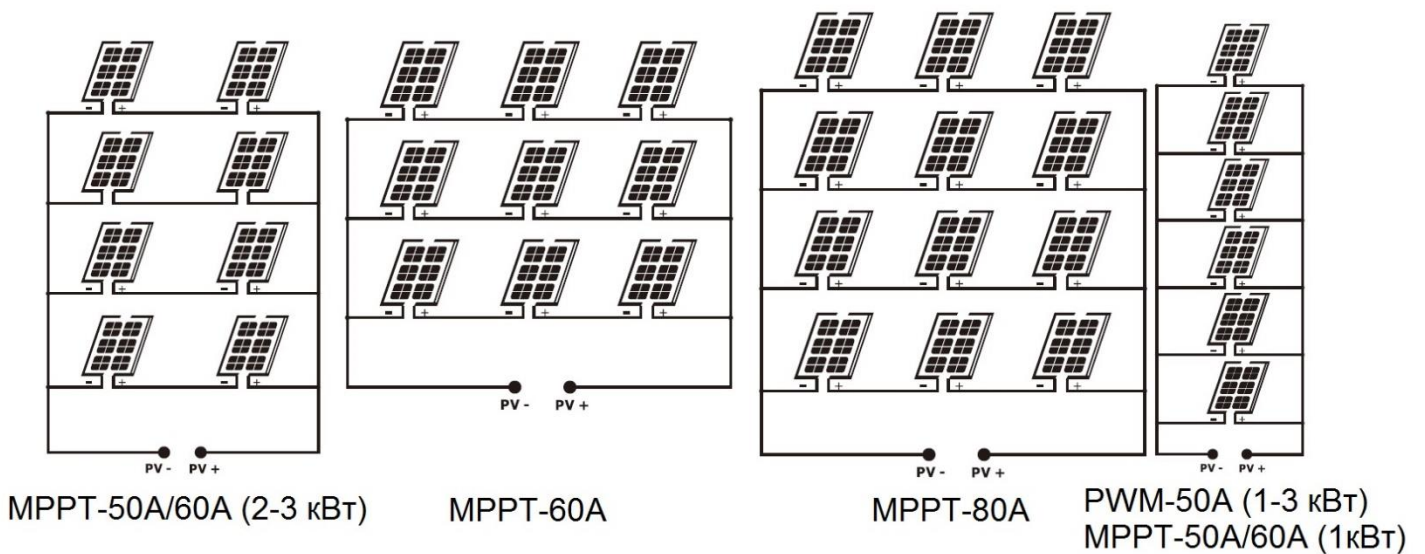 PV - PV +
MPPT-50A/60A (2-3 кВт)
PV - PV +
MPPT-60A
PV - PV +
MPPT-80A
PV - PV +
PWM-50A (1-3 кВт)
MPPT-50A/60A (1кВт)